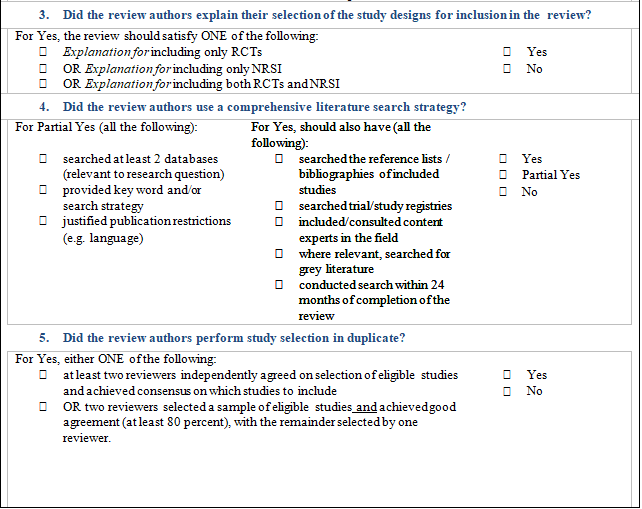 3. Did the review authors explain their selection of the study designs for inclusion in the review?
For Yes, the review should satisfy ONE of the following:
Explanation for including only RCTs
Yes
OR Explanation for including only NRSI
No
OR Explanation for including both RCTs and NRSI
4. Did the review authors use a comprehensive literature search strategy?
For Partial Yes (all the following):
searched at least 2 databases
(relevant to research question)
provided key word and/or
search strategy
justified publication restrictions
(e.g. language)
For Yes, should also have (all the
following):
searched the reference lists /
bibliographies of included
studies
searched trial/study registries
included/consulted content
experts in the field
where relevant, searched for
grey literature
conducted search within 24
months of completion of the
review
Yes
Partial Yes
No
5. Did the review authors perform study selection in duplicate?
For Yes, either ONE of the following:
at least two reviewers independently agreed on selection of eligible studies
and achieved consensus on which studies to include
OR two reviewers selected a sample of eligible studies and achieved good
agreement (at least 80 percent), with the remainder selected by one
reviewer.
Yes
No